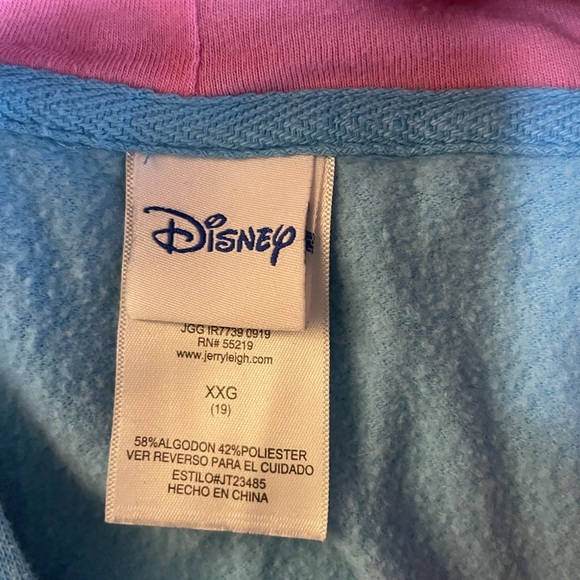 Disney
JGG IR7739 0919
RN# 55219
www.jerryleigh.com
XXG
(19)
58%ALGODON 42%POLIESTER
VER REVERSO PARA EL CUIDADO
ESTILO#JT23485
HECHO EN CHINA